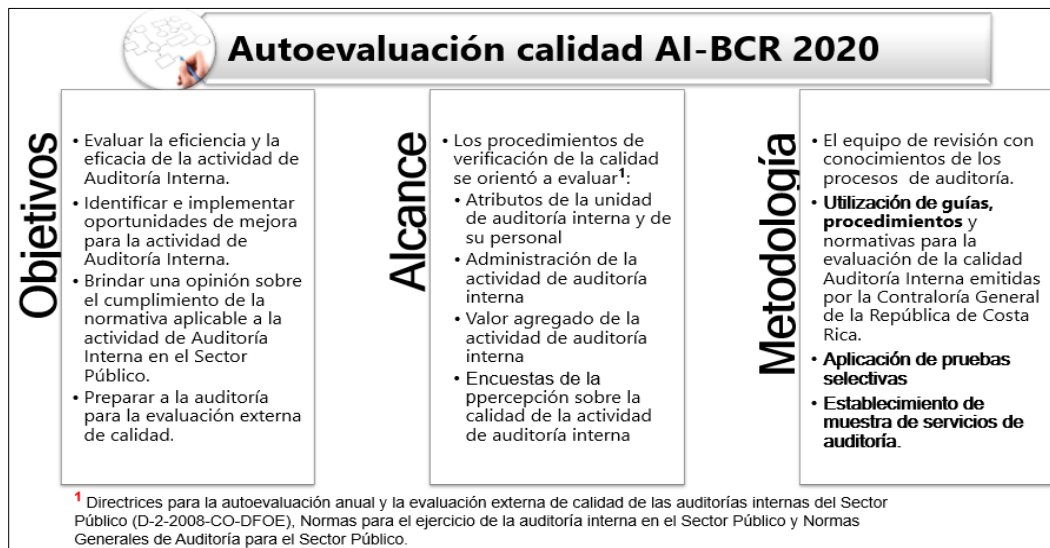 Autoevaluación calidad AI-BCR 2020
Objetivos
• Evaluar la eficiencia y la
eficacia de la actividad de
Auditoría Interna.
• Identificar e implementar
oportunidades de mejora
para la actividad de
Auditoría Interna.
• Brindar una opinión sobre
el cumplimiento de la
normativa aplicable a la
actividad de Auditoría
Interna en el Sector
Público.
• Preparar a la auditoría
para la evaluación externa
de calidad.
Alcance
• Los procedimientos de
verificación de la calidad
se orientó a evaluar1:
• Atributos de la unidad
de auditoría interna y de
su personal
• Administración de la
actividad de auditoría
interna
• Valor agregado de la
actividad de auditoría
interna
• Encuestas de la
ppercepción sobre la
calidad de la actividad
de auditoría interna
Metodología
• El equipo de revisión con
conocimientos de los
procesos de auditoría.
• Utilización de guías,
procedimientos y
normativas para la
evaluación de la calidad
Auditoría Interna emitidas
por la Contraloría General
de la República de Costa
Rica.
• Aplicación de pruebas
selectivas
• Establecimiento de
muestra de servicios de
auditoría.
1 Directrices para la autoevaluación anual y la evaluación externa de calidad de las auditorías internas del Sector
Público (D-2-2008-CO-DFOE), Normas para el ejercicio de la auditoría interna en el Sector Público y Normas
Generales de Auditoría para el Sector Público.